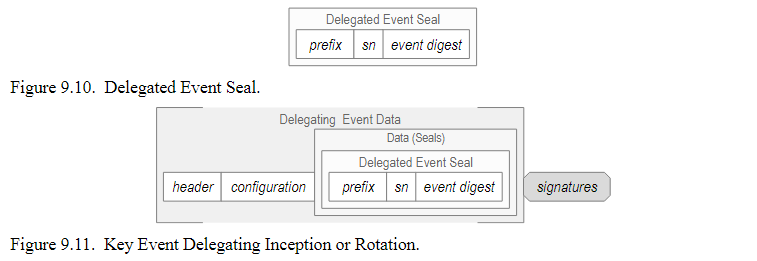 Delegated Event Seal
prefix sn event digest
Figure 9.10. Delegated Event Seal.
Delegating Event Data
Data (Seals)
Delegated Event Seal
header configuration prefix sn event digest signatures
Figure 9.11. Key Event Delegating Inception or Rotation.